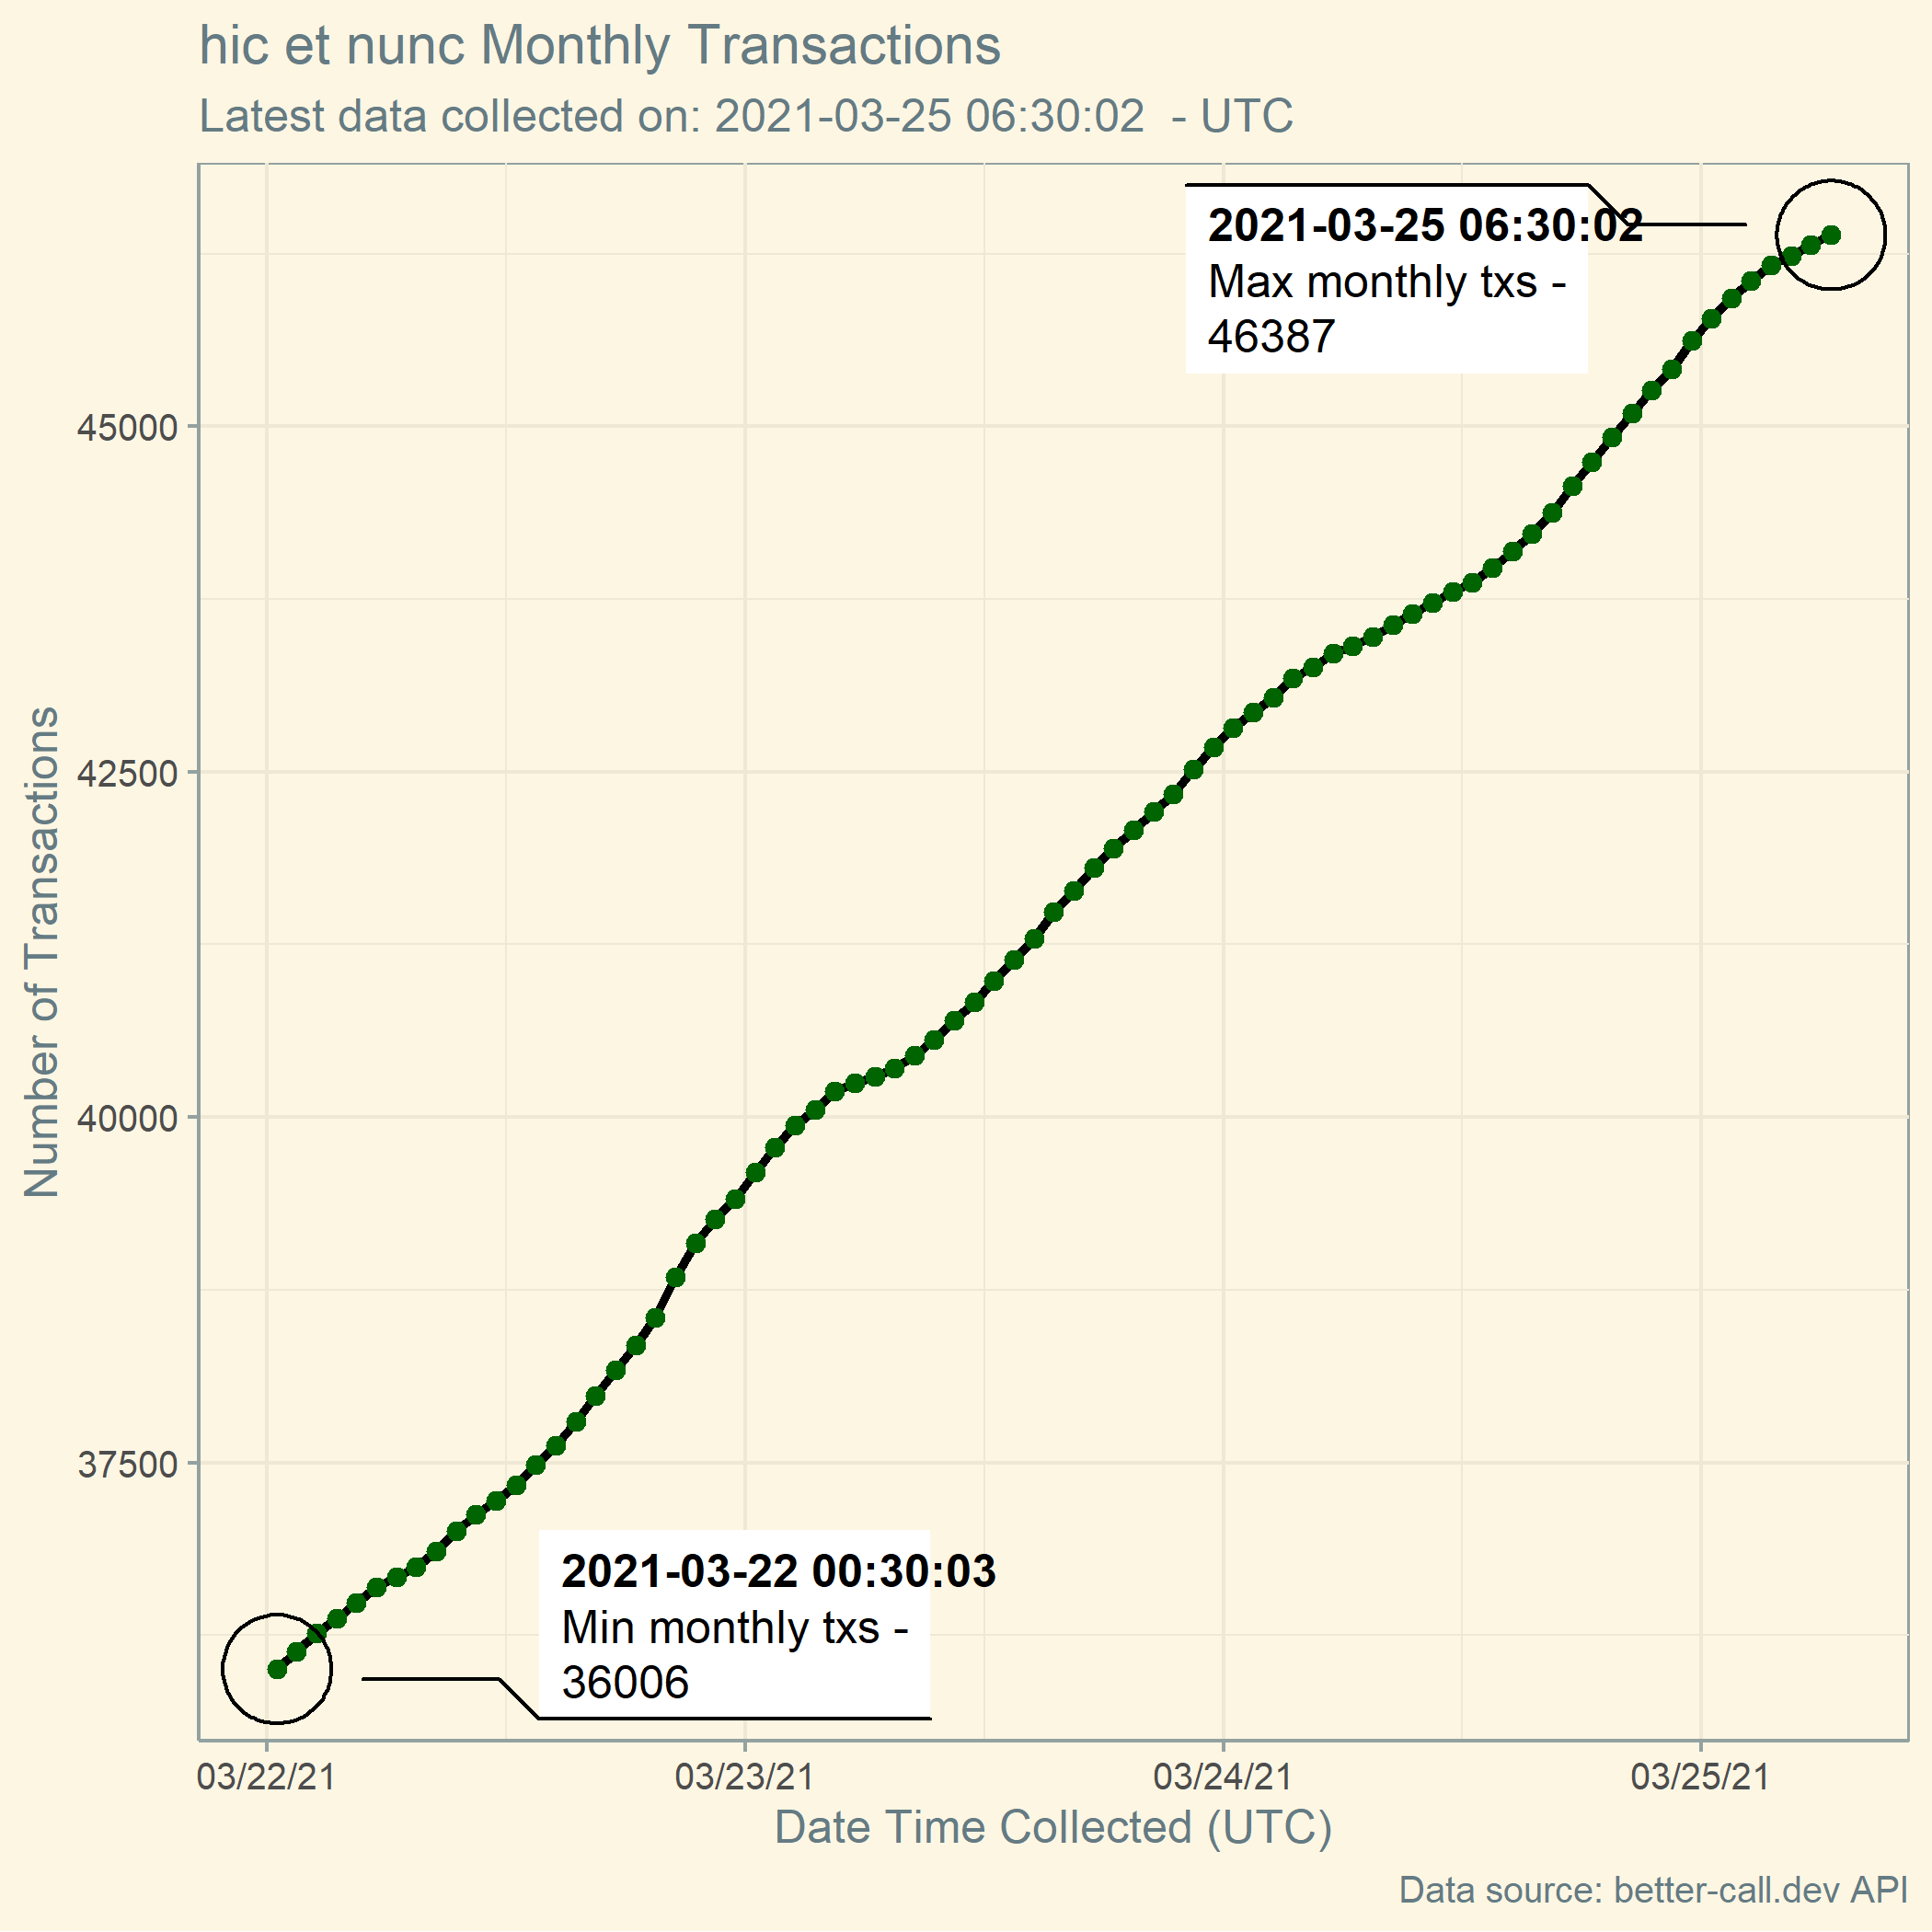 hic et nunc Monthly Transactions
Latest data collected on: 2021-03-25 06:30:02  - UTC
2021-03-25 06:30:02
Max monthly txs -
46387
45000
42500
40000
37500
Number of Transactions
2021-03-22 00:30:03
Min monthly txs -
36006
03/22/21
03/23/21
03/24/21
03/25/21
Date Time Collected (UTC)
Data source: better-call.dev API